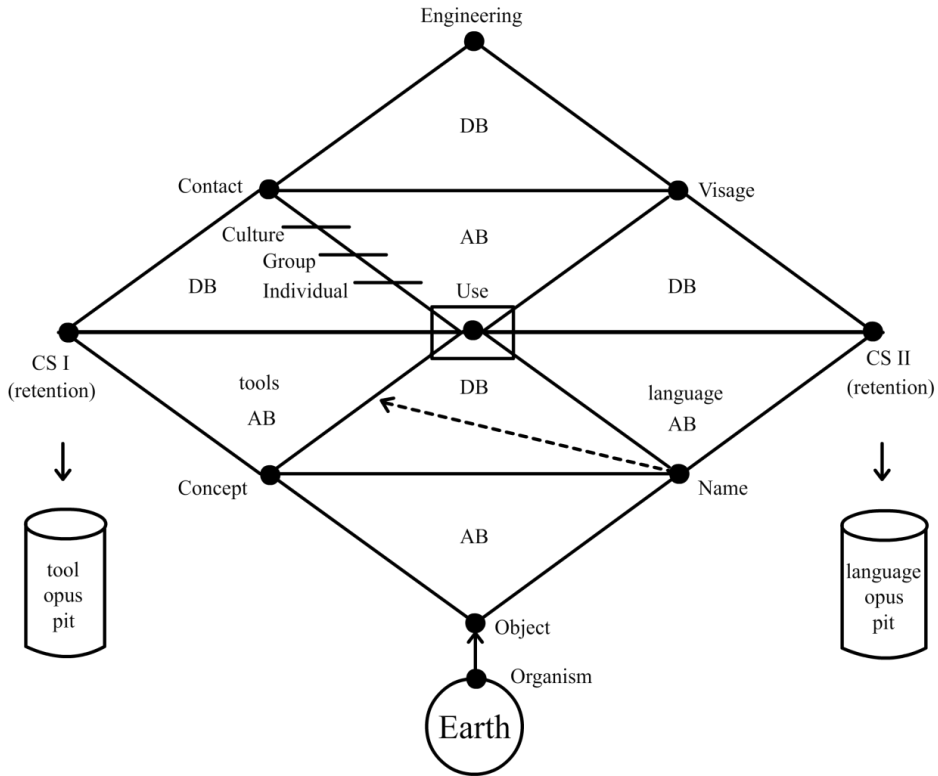 Engineering
DB
Contact
Visage
Culture
AB
Group
DB
Individual
Use
DB
CS I
(retention)
CS II
(retention)
tools
DB
language
AB
AB
Concept
Name
AB
tool
opus
pit
language
opus
pit
Object
Organism
Earth